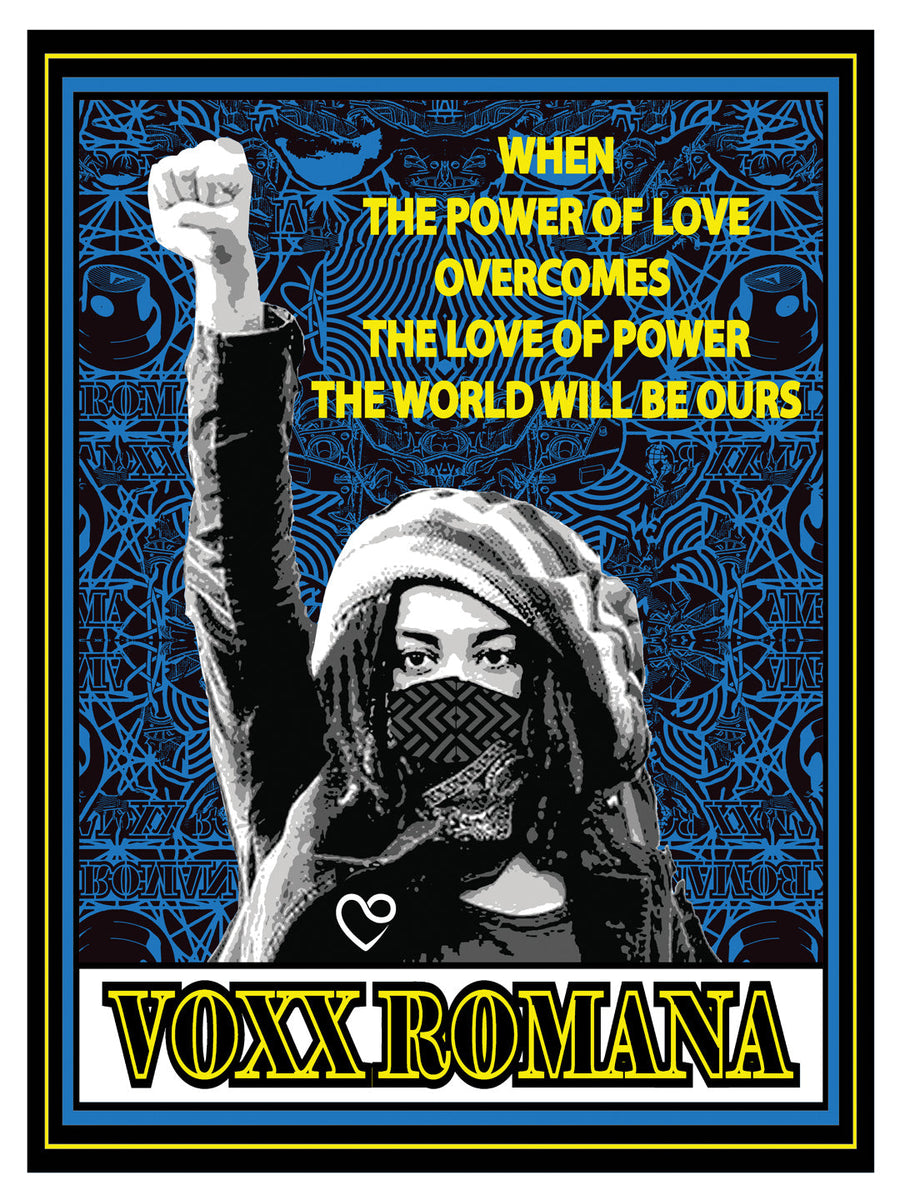 WHEN
THE POWER OF LOVE
OVERCOMES
THE LOVE OF POWER
THE WORLD WILL BE OURS
VOXX ROMANA